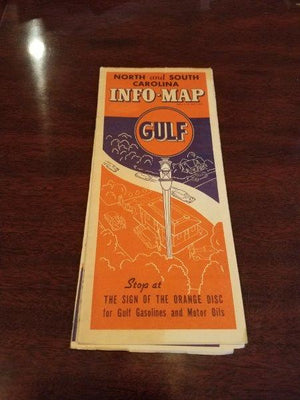 NORTH and SOUTH
CAROLINA
INFO-MAP
GULF
Stop at
THE SIGN OF THE ORANGE DISC
for Gulf Gasolines and Motor Oils